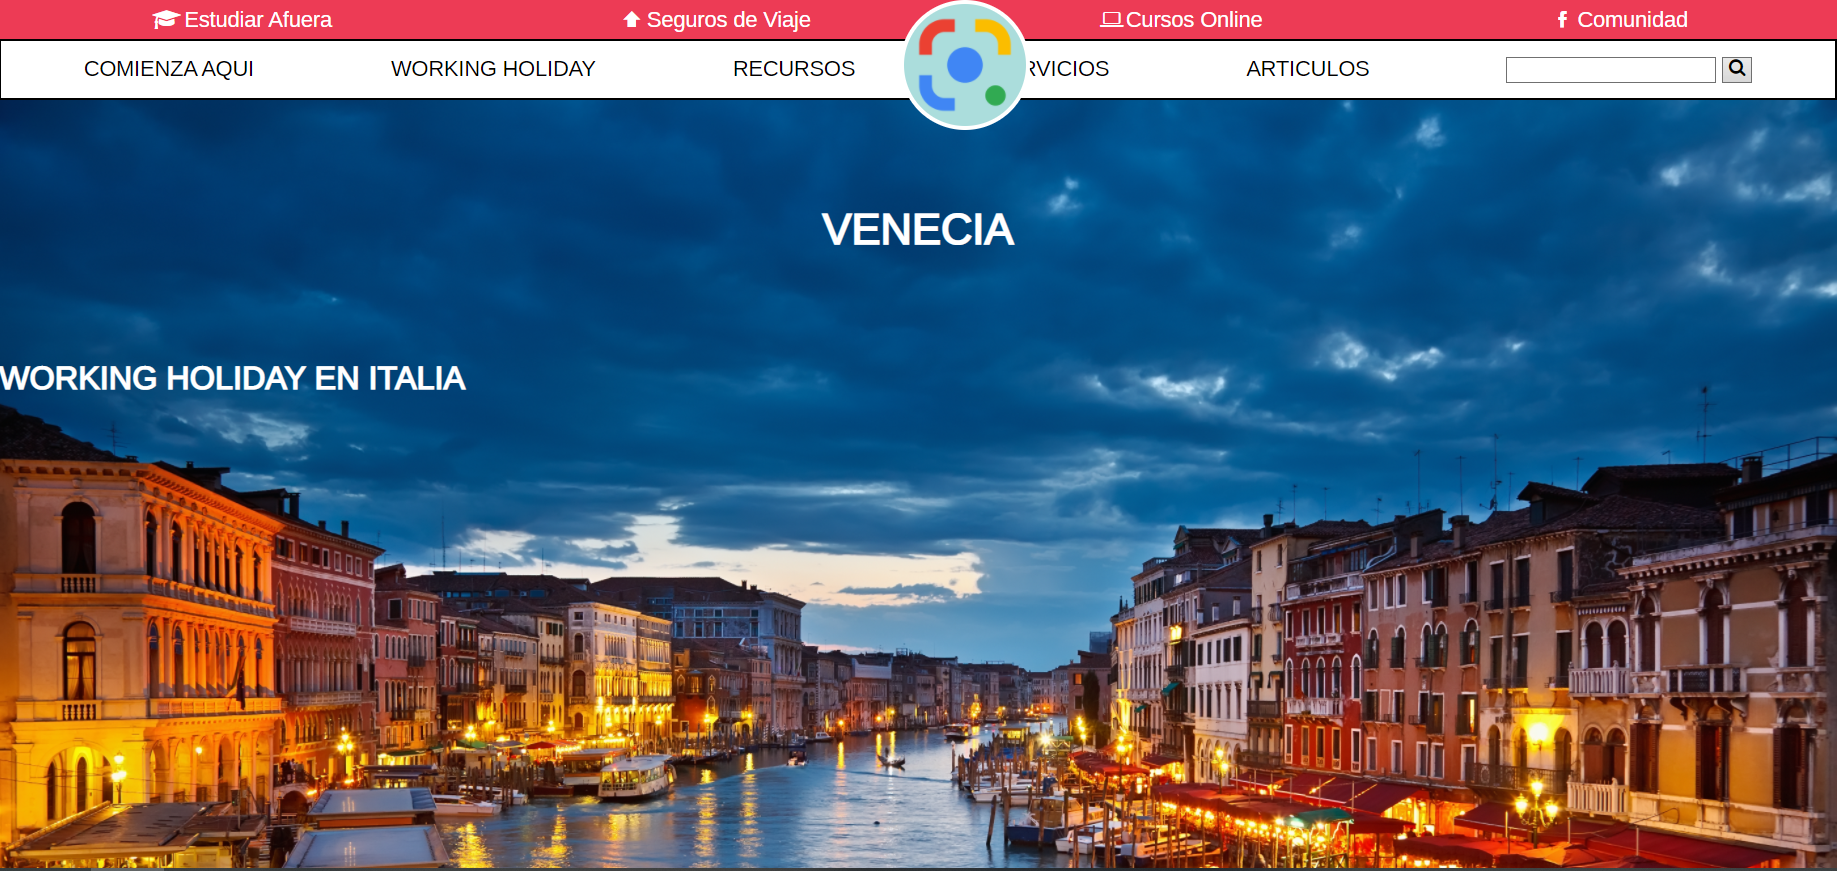 Estudiar Afuera Seguros de Viaje Cursos Online Comunidad
COMIENZA AQUI WORKING HOLIDAY RECURSOS RVICIOS ARTICULOS
VENECIA
WORKING HOLIDAY EN ITALIA